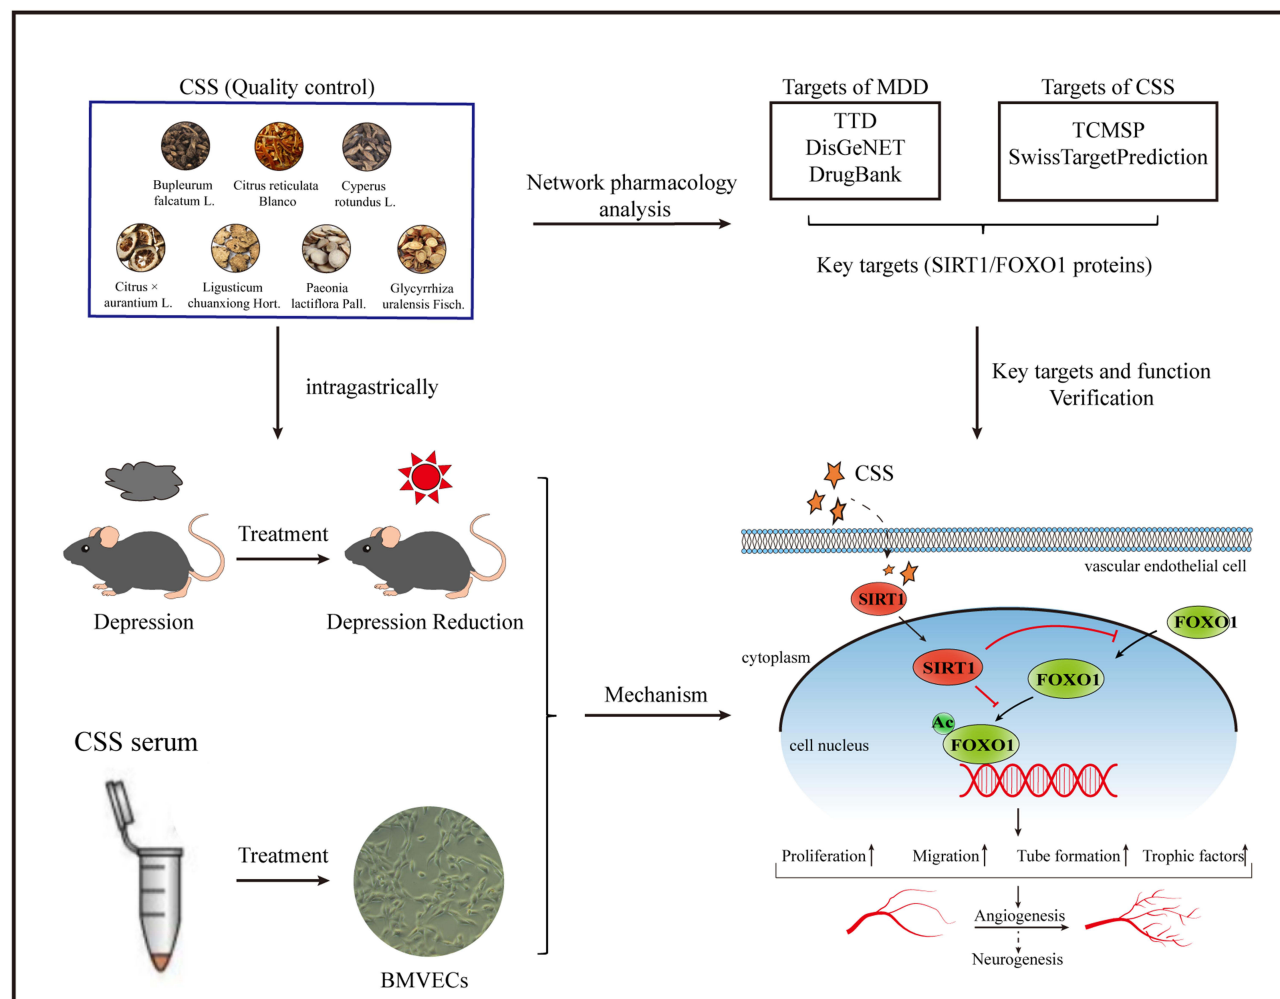 CSS (Quality control)
Bupleurum
falcatum L.
Citrus reticulata
Blanco
Cyperus
rotundus L.
Citrus ×
aurantium L.
Ligusticum
chuanxiong Hort.
Paeonia
lactiflora Pall.
Glycyrrhiza
uralensis Fisch.
Network pharmacology
analysis
Targets of MDD
TTD
DisGeNET
DrugBank
Targets of CSS
TCMSP
SwissTargetPrediction
Key targets (SIRT1/FOXO1 proteins)
intragastrically
Key targets and function
Verification
Depression
Treatment
Depression Reduction
CSS serum
Treatment
BMVECs
Mechanism
CSS
vascular endothelial cell
SIRT1
FOXO1
cytoplasm
SIRT1
FOXO1
cell nucleus
Ac
FOXO1
Proliferation
Migration
Tube formation
Trophic factors
Angiogenesis
Neurogenesis